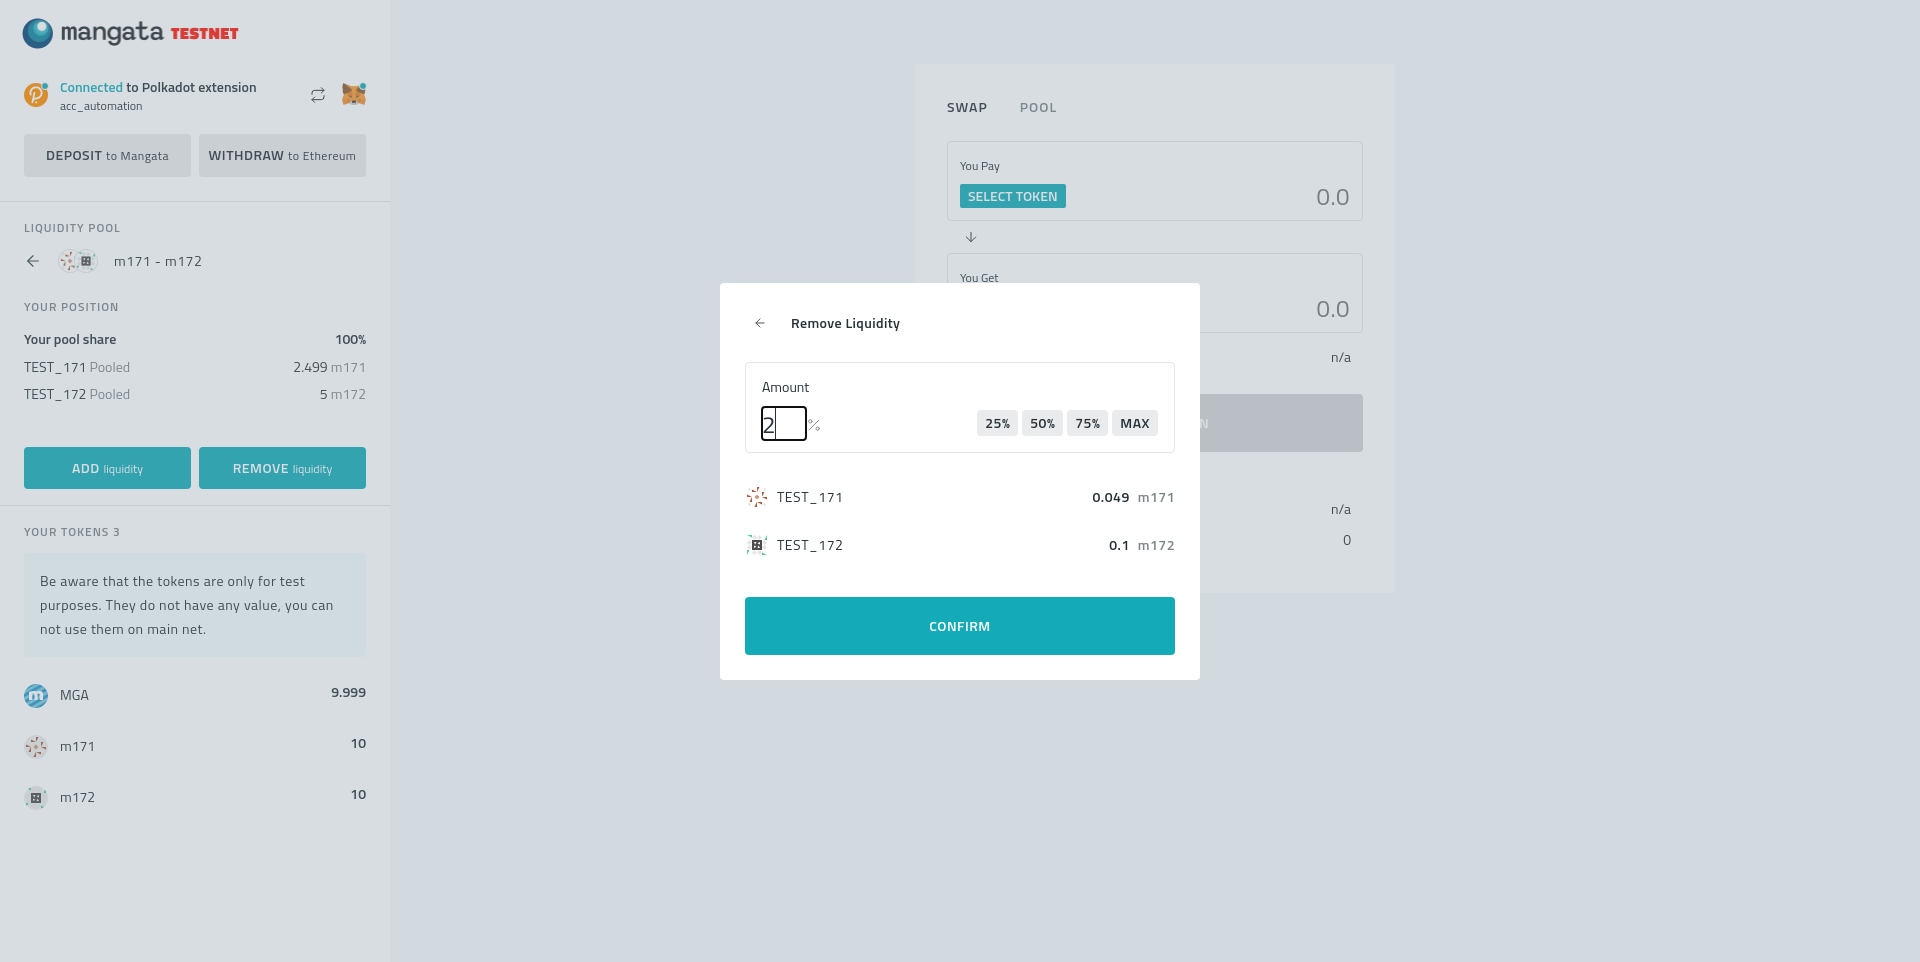 mangata TESTNET
Connected to Polkadot extension
acc_automation
DEPOSIT to Mangata
WITHDRAW to Ethereum
LIQUIDITY POOL
m171 - m172
YOUR POSITION
Your pool share 100%
TEST_171 Pooled 2.499 m171
TEST_172 Pooled 5 m172
ADD liquidity
REMOVE liquidity
YOUR TOKENS 3
Be aware that the tokens are only for test
purposes. They do not have any value, you can
not use them on main net.
MGA 9.999
m171 10
m172 10
SWAP POOL
You Pay
SELECT TOKEN 0.0
You Get
0.0
n/a
N
n/a
0
Remove Liquidity
Amount
2 % 25% 50% 75% MAX
TEST_171 0.049 m171
TEST_172 0.1 m172
CONFIRM